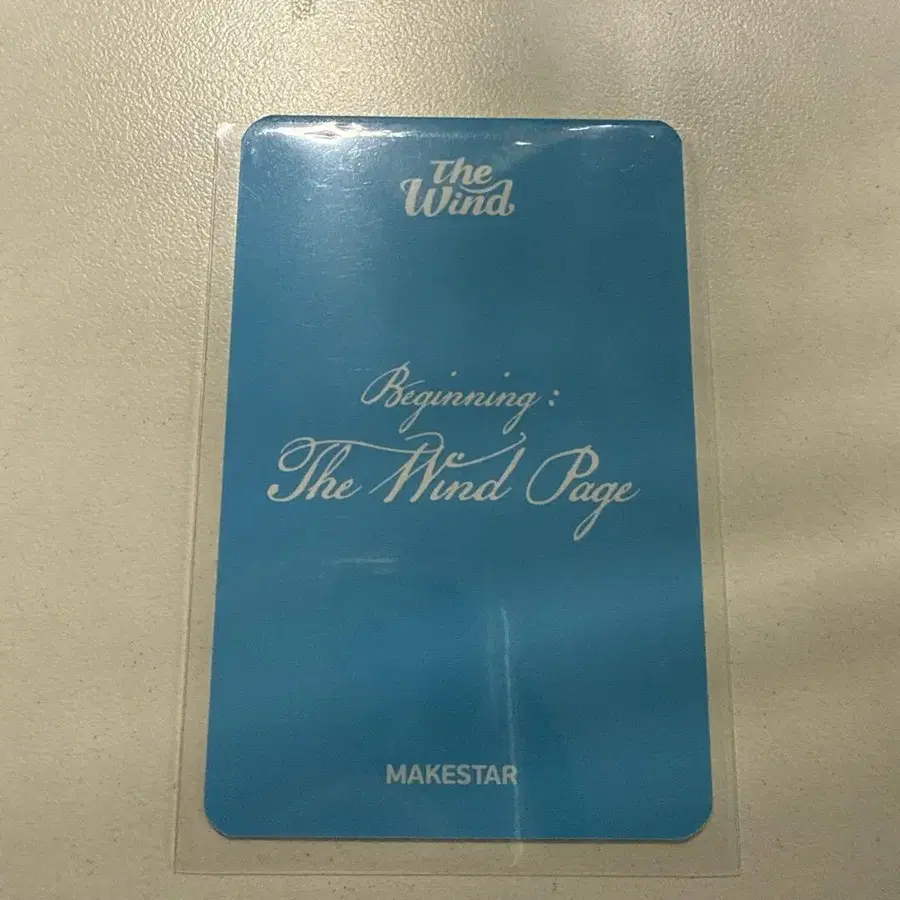 The
Wind
Beginning:
The Wind Page
MAKESTAR